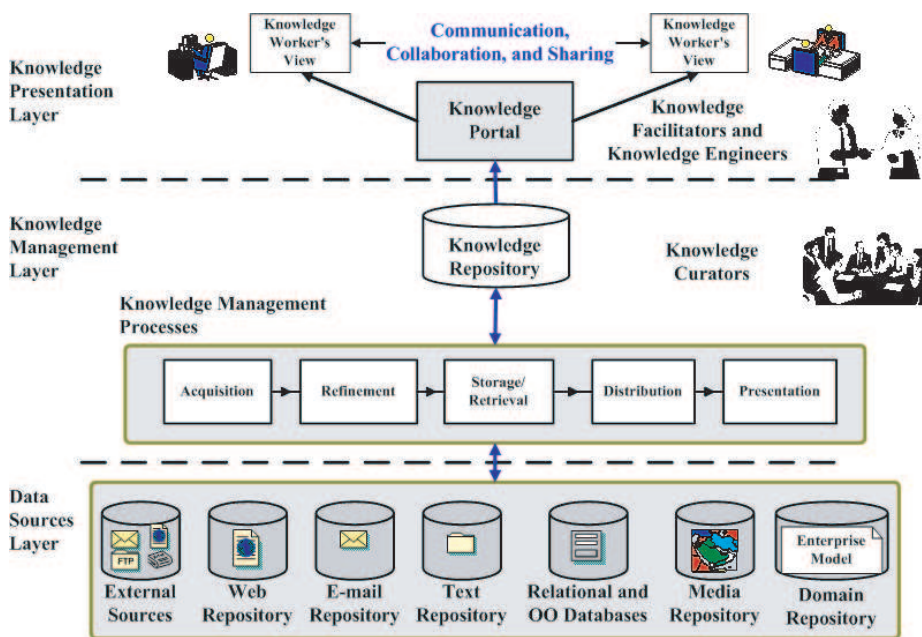 Knowledge
Presentation
Layer
Knowledge
Worker's
View
Communication,
Collaboration, and Sharing
Knowledge
Worker's
View
Knowledge
Portal
Knowledge
Facilitators and
Knowledge Engineers
Knowledge
Management
Layer
Knowledge
Repository
Knowledge
Curators
Knowledge Management
Processes
Acquisition
Refinement
Storage/
Retrieval
Distribution
Presentation
Data
Sources
Layer
FTP
External
Sources
Web
Repository
E-mail
Repository
Text
Repository
Relational and
OO Databases
Media
Repository
Enterprise
Model
Domain
Repository